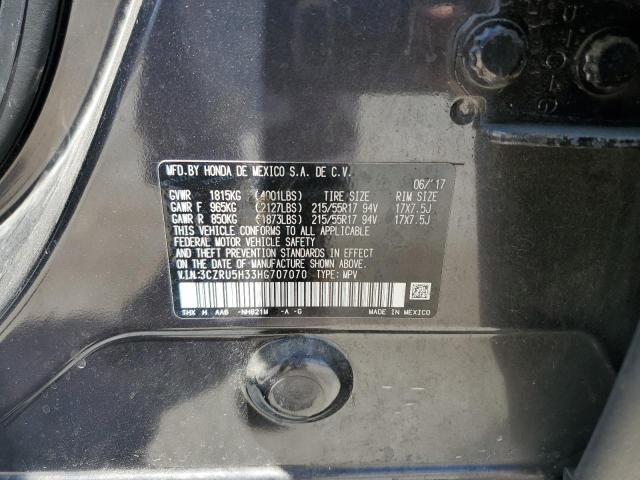 MFD.BY HONDA DE MEXICO S.A. DE C.V.
06/'17
GVWR 1815KG (4001LBS) TIRE SIZE RIM SIZE
GAWR F 965KG (2127LBS) 215/55R17 94V 17X7.5J
GAWR R 850KG (1873LBS) 215/55R17 94V 17X7.5J
THIS VEHICLE CONFORMS TO ALL APPLICABLE
FEDERAL MOTOR VEHICLE SAFETY
AND THEFT PREVENTION STANDARDS IN EFFECT
ON THE DATE OF MANUFACTURE SHOWN ABOVE.
V.I.N.:3CZRU5H33HG707070 TYPE: MPV
THX H AA6 -NH821M -A -G MADE IN MEXICO